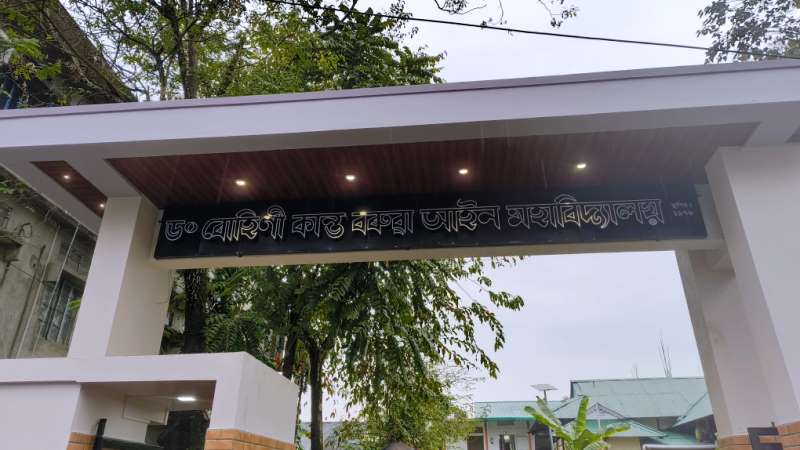 ড° ৰোহিণী কান্ত বৰুৱা আইন মহাবিদ্যালয়
স্থাপিত :